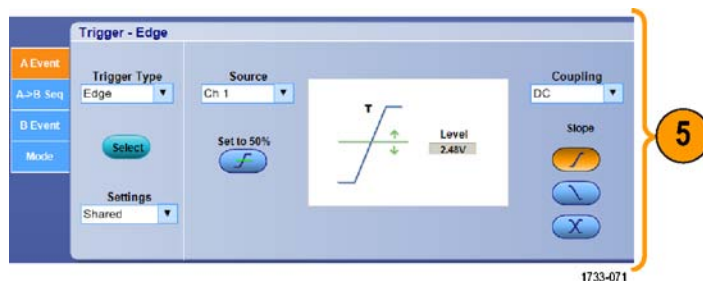 Trigger - Edge
A Event
A->B Seq
B Event
Mode
Trigger Type
Edge
Select
Settings
Shared
Source
Ch 1
Set to 50%
T
Level
2.48V
Coupling
DC
Slope
5
1733-071